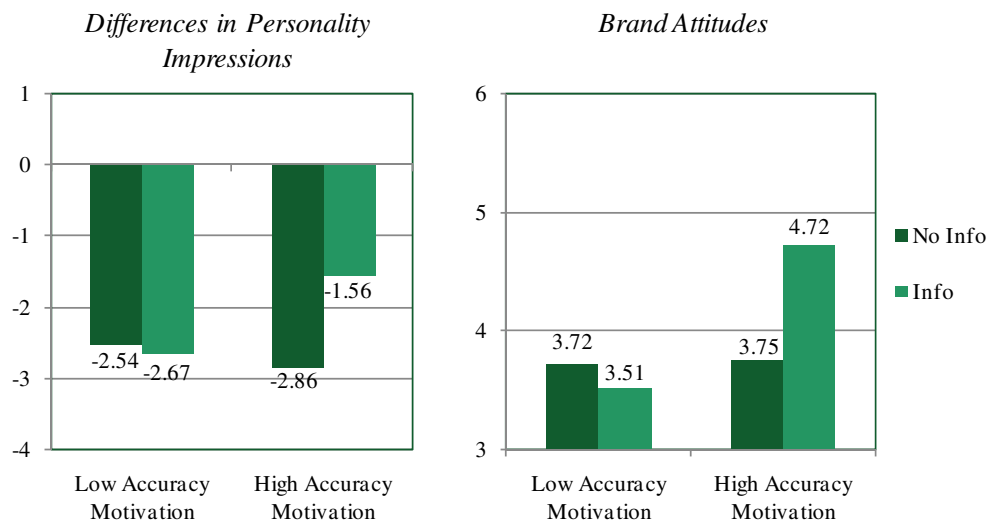 Differences in Personality
Impressions
1
0
-1
-2
-3
-4
-2.54
-2.67
-2.86
-1.56
Low Accuracy
Motivation
High Accuracy
Motivation
Brand Attitudes
6
5
4
3
3.72
3.51
3.75
4.72
Low Accuracy
Motivation
High Accuracy
Motivation
No Info
Info